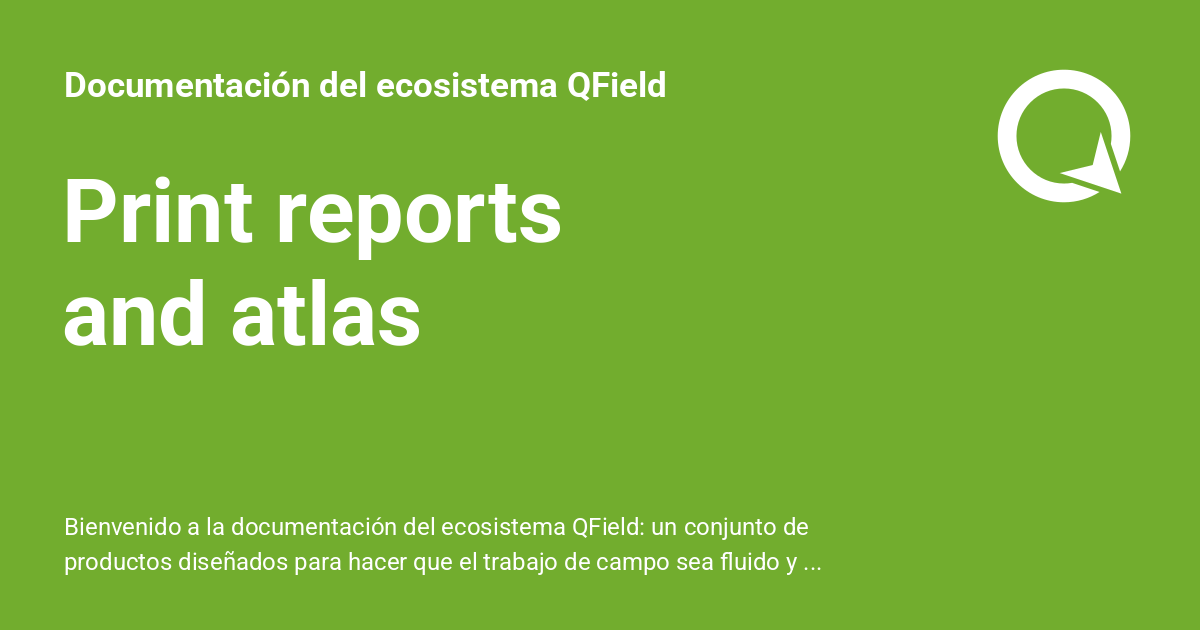 Documentación del ecosistema QField
Print reports
and atlas
Bienvenido a la documentación del ecosistema QField: un conjunto de
productos diseñados para hacer que el trabajo de campo sea fluido y ...